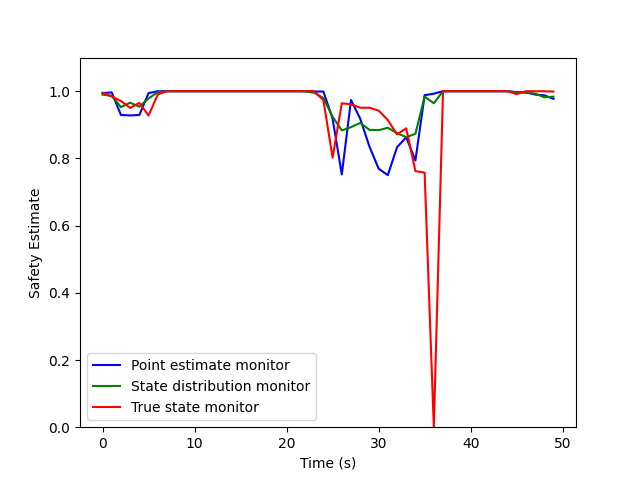 1.0
0.8
0.6
0.4
0.2
0.0
Safety Estimate
Point estimate monitor
State distribution monitor
True state monitor
0 10 20 30 40 50
Time (s)